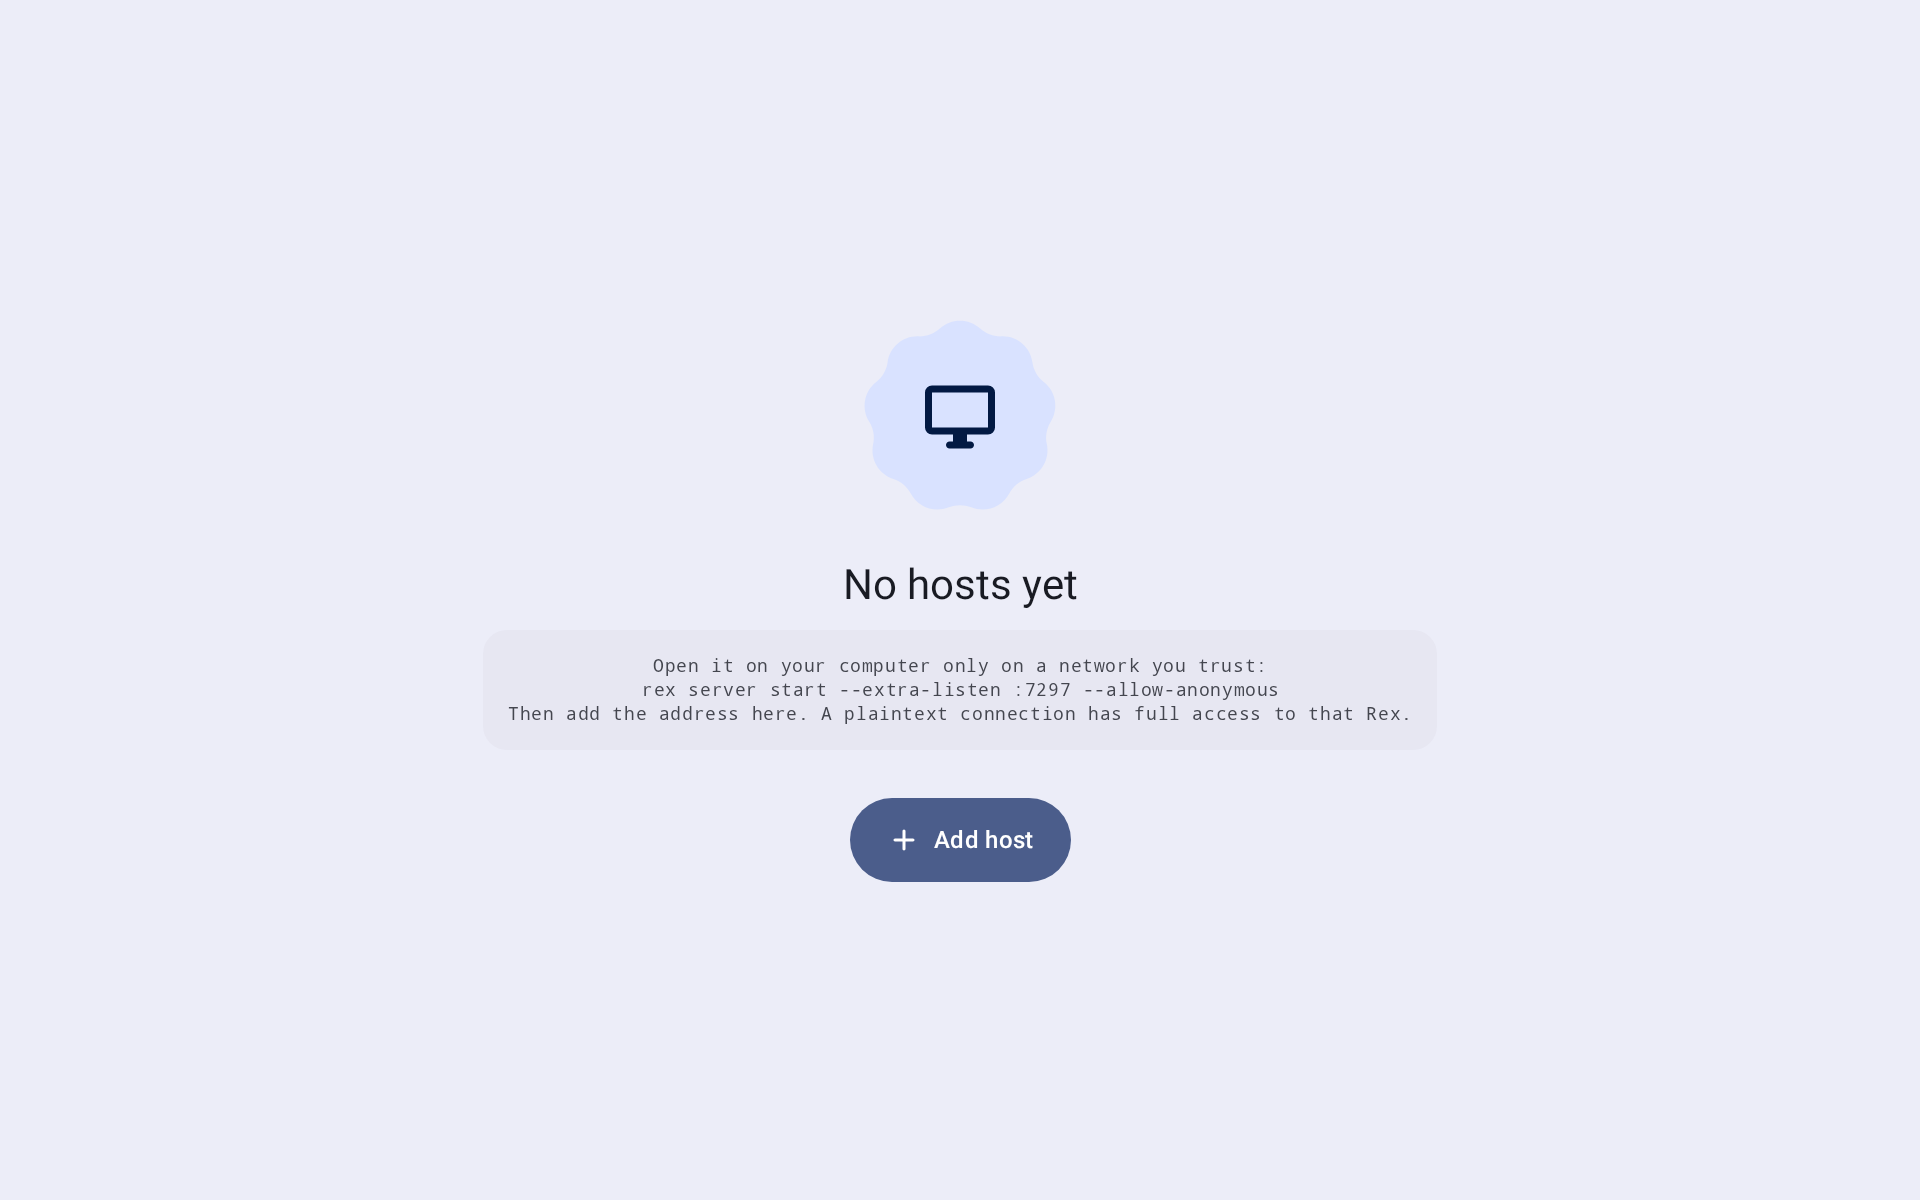 No hosts yet
Open it on your computer only on a network you trust:
rex server start --extra-listen :7297 --allow-anonymous
Then add the address here. A plaintext connection has full access to that Rex.
Add host